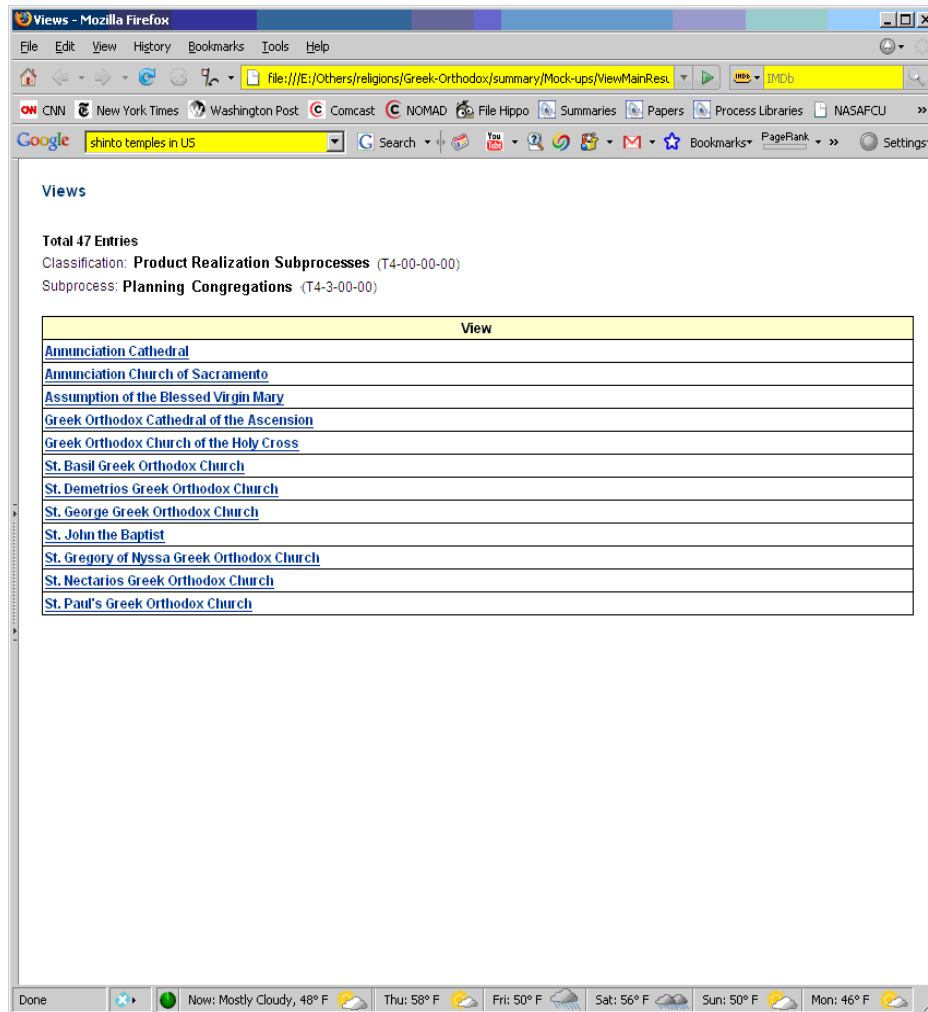 Views - Mozilla Firefox
File Edit View History Bookmarks Tools Help
file:///E:/Others/religions/Greek-Orthodox/summary/Mock-ups/ViewMainResu IMDb IMDb
CNN CNN New York Times Washington Post Comcast NOMAD File Hippo Summaries Papers Process Libraries NASAFCU »
Google shinto temples in US G Search You Tube Bookmarks PageRank » Settings
Views
Total 47 Entries
Classification: Product Realization Subprocesses (T4-00-00-00)
Subprocess: Planning Congregations (T4-3-00-00)
View
Annunciation Cathedral
Annunciation Church of Sacramento
Assumption of the Blessed Virgin Mary
Greek Orthodox Cathedral of the Ascension
Greek Orthodox Church of the Holy Cross
St. Basil Greek Orthodox Church
St. Demetrios Greek Orthodox Church
St. George Greek Orthodox Church
St. John the Baptist
St. Gregory of Nyssa Greek Orthodox Church
St. Nectarios Greek Orthodox Church
St. Paul's Greek Orthodox Church
Done Now: Mostly Cloudy, 48° F Thu: 58° F Fri: 50° F Sat: 56° F Sun: 50° F Mon: 46° F